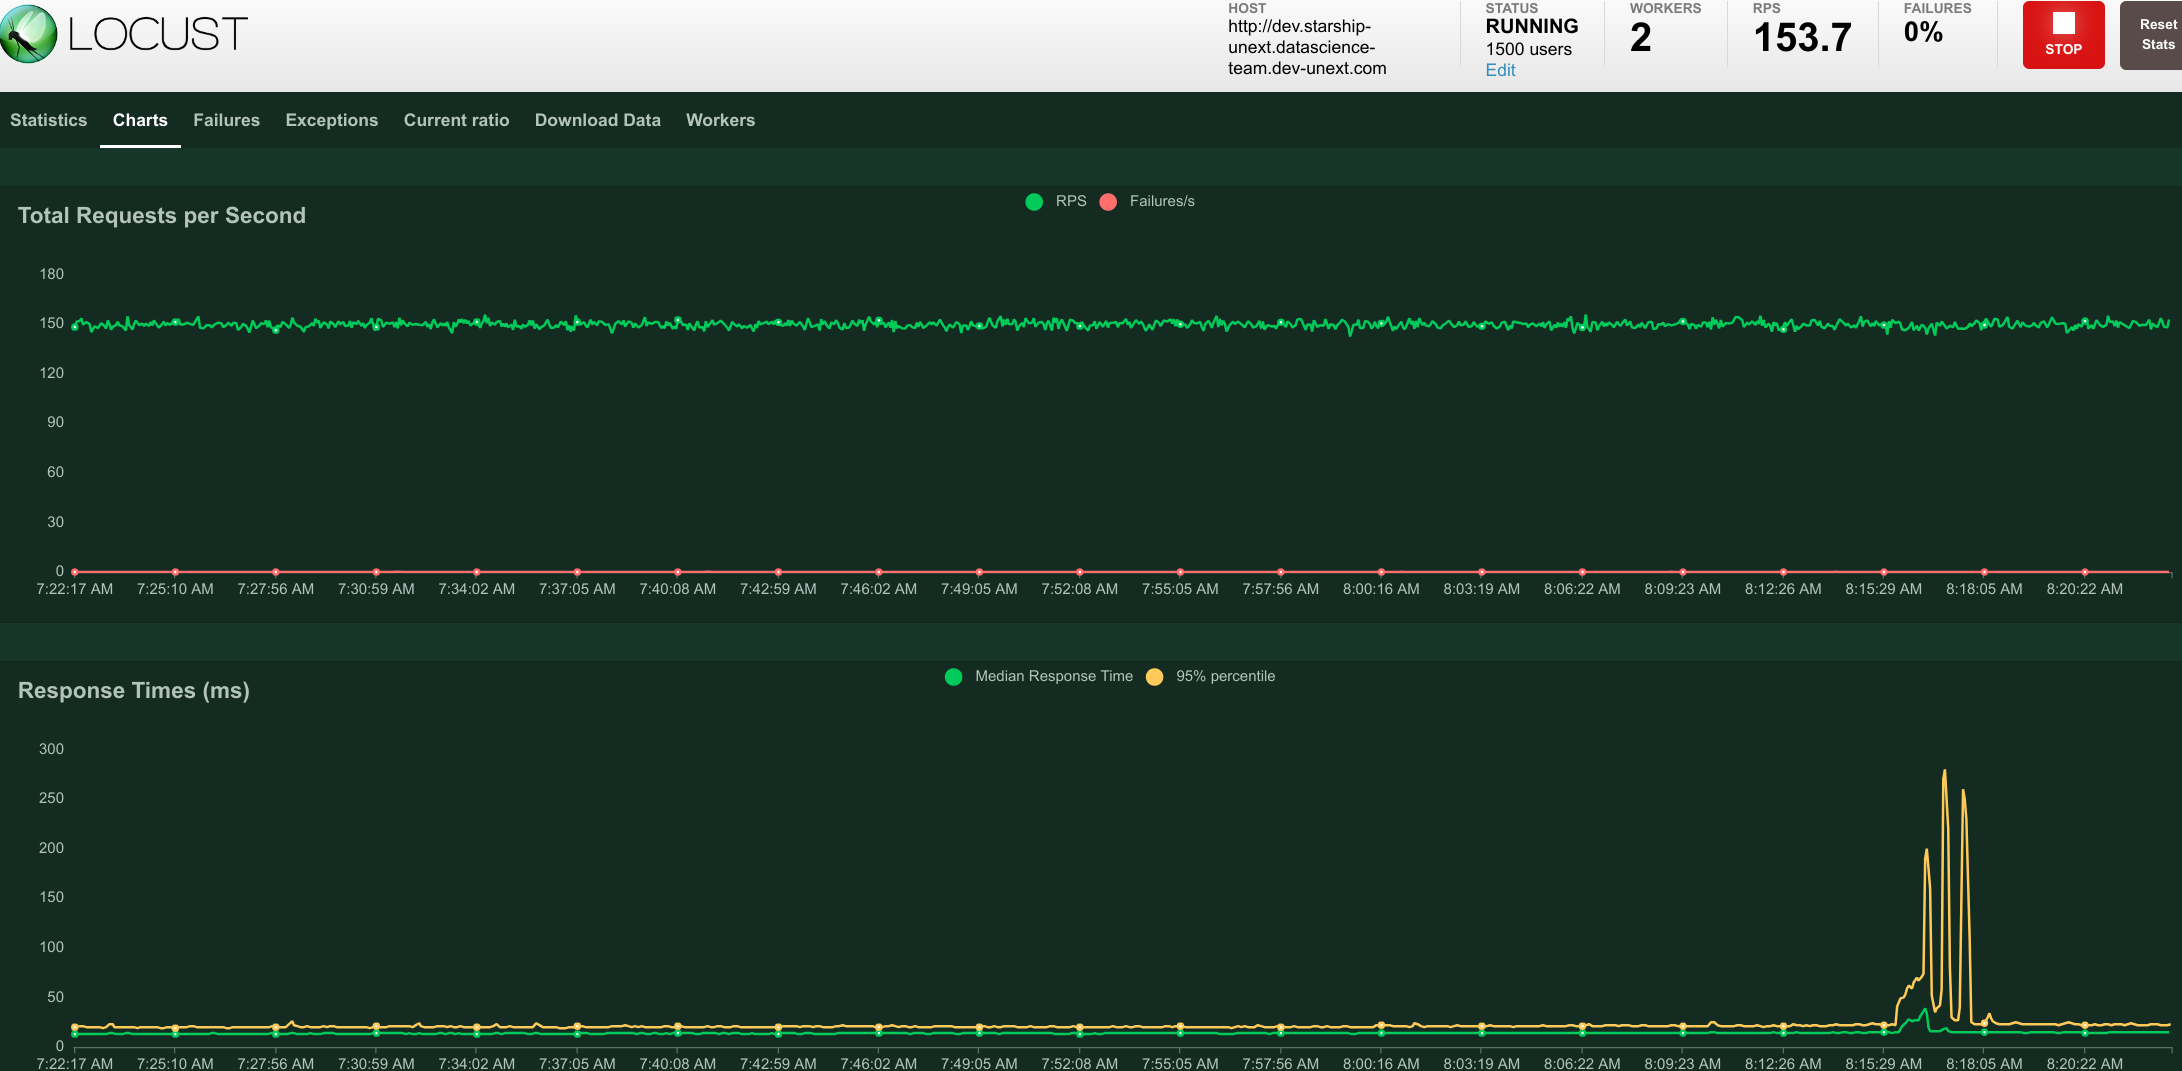 LOCUST
HOST
http://dev.starship-
unext.datascience-
team.dev-unext.com
STATUS
RUNNING
1500 users
Edit
WORKERS
2
RPS
153.7
FAILURES
0%
STOP
Reset
Stats
Statistics Charts Failures Exceptions Current ratio Download Data Workers
Total Requests per Second
RPS Failures/s
180
150
120
90
60
30
0
7:22:17 AM 7:25:10 AM 7:27:56 AM 7:30:59 AM 7:34:02 AM 7:37:05 AM 7:40:08 AM 7:42:59 AM 7:46:02 AM 7:49:05 AM 7:52:08 AM 7:55:05 AM 7:57:56 AM 8:00:16 AM 8:03:19 AM 8:06:22 AM 8:09:23 AM 8:12:26 AM 8:15:29 AM 8:18:05 AM 8:20:22 AM
Response Times (ms)
Median Response Time 95% percentile
300
250
200
150
100
50
0
7:22:17 AM 7:25:10 AM 7:27:56 AM 7:30:59 AM 7:34:02 AM 7:37:05 AM 7:40:08 AM 7:42:59 AM 7:46:02 AM 7:49:05 AM 7:52:08 AM 7:55:05 AM 7:57:56 AM 8:00:16 AM 8:03:19 AM 8:06:22 AM 8:09:23 AM 8:12:26 AM 8:15:29 AM 8:18:05 AM 8:20:22 AM